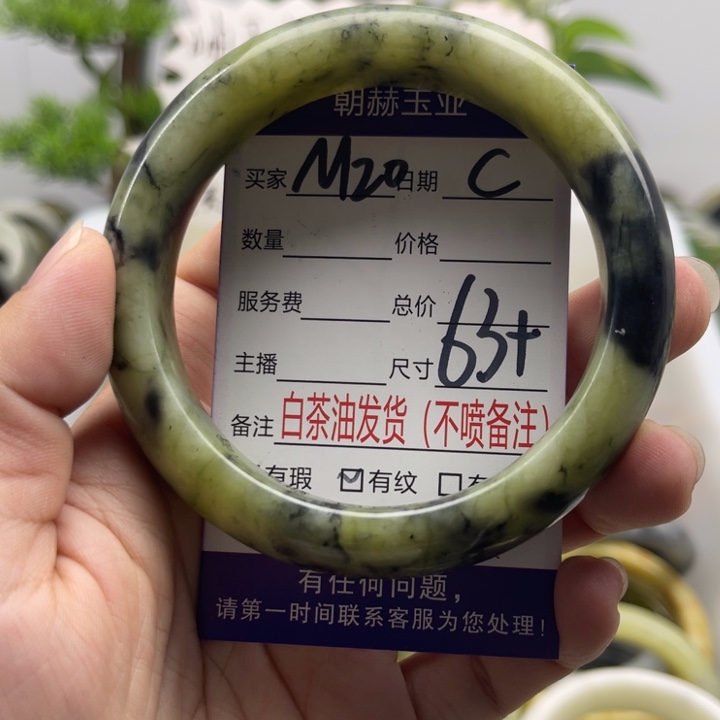 朝赫玉业
买家 M20 日期 C
数量 价格
服务费 总价
主播 尺寸 63+
备注 白茶油发货（不喷备注）
有瑕 ☑有纹 □有
有任何问题，
请第一时间联系客服为您处理！